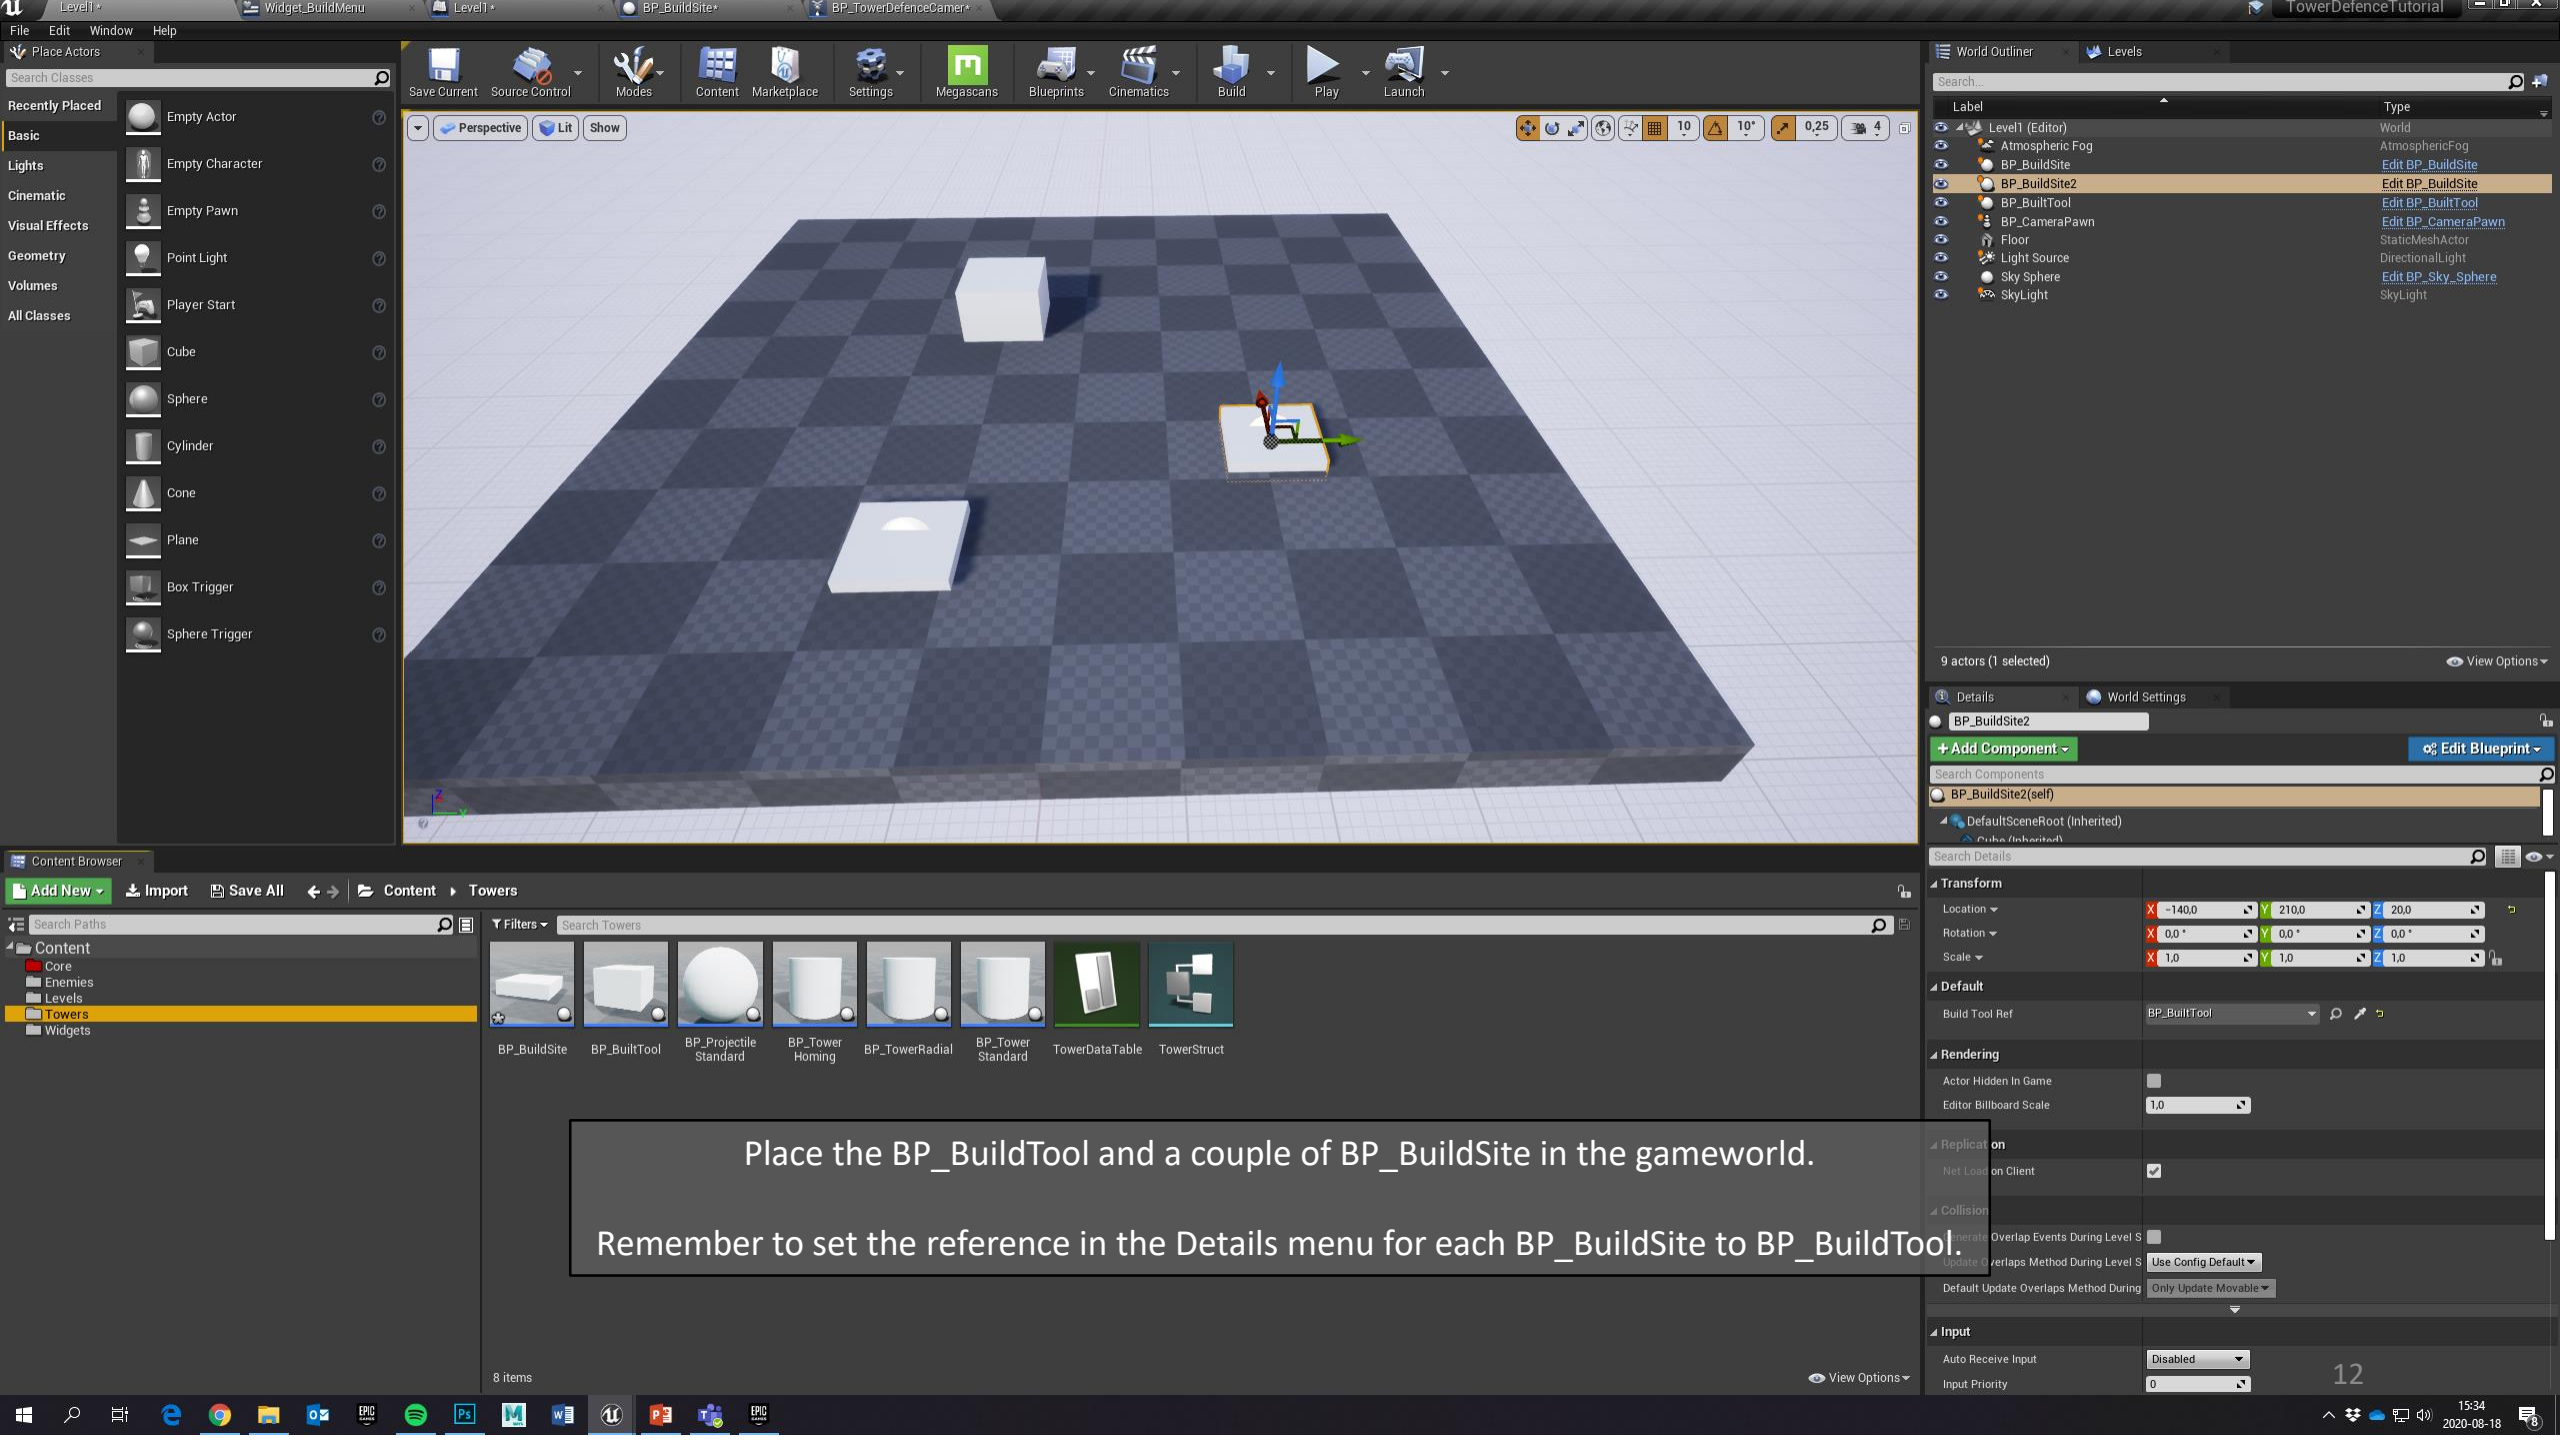 Level1*
Widget_BuildMenu
Level1*
BP_BuildSite*
BP_TowerDefenceCamer*
TowerDefenceTutorial
File Edit Window Help
Place Actors
Search Classes
Recently Placed
Basic
Lights
Cinematic
Visual Effects
Geometry
Volumes
All Classes
Empty Actor
Empty Character
Empty Pawn
Point Light
Player Start
Cube
Sphere
Cylinder
Cone
Plane
Box Trigger
Sphere Trigger
Save Current Source Control Modes Content Marketplace Settings Megascans Blueprints Cinematics Build Play Launch
Perspective Lit Show
10 10° 0,25 4
World Outliner Levels
Search...
Label Type
Level1 (Editor) World
Atmospheric Fog AtmosphericFog
BP_BuildSite Edit BP_BuildSite
BP_BuildSite2 Edit BP_BuildSite
BP_BuiltTool Edit BP_BuiltTool
BP_CameraPawn Edit BP_CameraPawn
Floor StaticMeshActor
Light Source DirectionalLight
Sky Sphere Edit BP_Sky_Sphere
SkyLight SkyLight
9 actors (1 selected) View Options
Details World Settings
BP_BuildSite2
+Add Component Edit Blueprint
Search Components
BP_BuildSite2(self)
DefaultSceneRoot (Inherited)
Cube (Inherited)
Search Details
Transform
Location X -140,0 Y 210,0 Z 20,0
Rotation X 0,0 ° Y 0,0 ° Z 0,0 °
Scale X 1,0 Y 1,0 Z 1,0
Default
Build Tool Ref BP_BuiltTool
Rendering
Actor Hidden In Game
Editor Billboard Scale 1,0
Replication
Net Load on Client
Collision
Generate Overlap Events During Level S
Update Overlaps Method During Level S Use Config Default
Default Update Overlaps Method During Only Update Movable
Input
Auto Receive Input Disabled
Input Priority 0
12
Content Browser
Add New Import Save All Content Towers
Search Paths
Filters Search Towers
Content
Core
Enemies
Levels
Towers
Widgets
BP_BuildSite
BP_BuiltTool
BP_Projectile
Standard
BP_Tower
Homing
BP_TowerRadial
BP_Tower
Standard
TowerDataTable
TowerStruct
Place the BP_BuildTool and a couple of BP_BuildSite in the gameworld.
Remember to set the reference in the Details menu for each BP_BuildSite to BP_BuildTool.
8 items View Options
15:34
2020-08-18
8